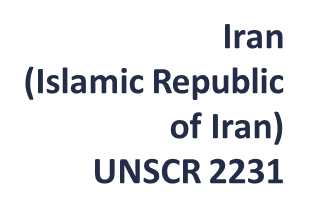 Iran
(Islamic Republic
of Iran)
UNSCR 2231